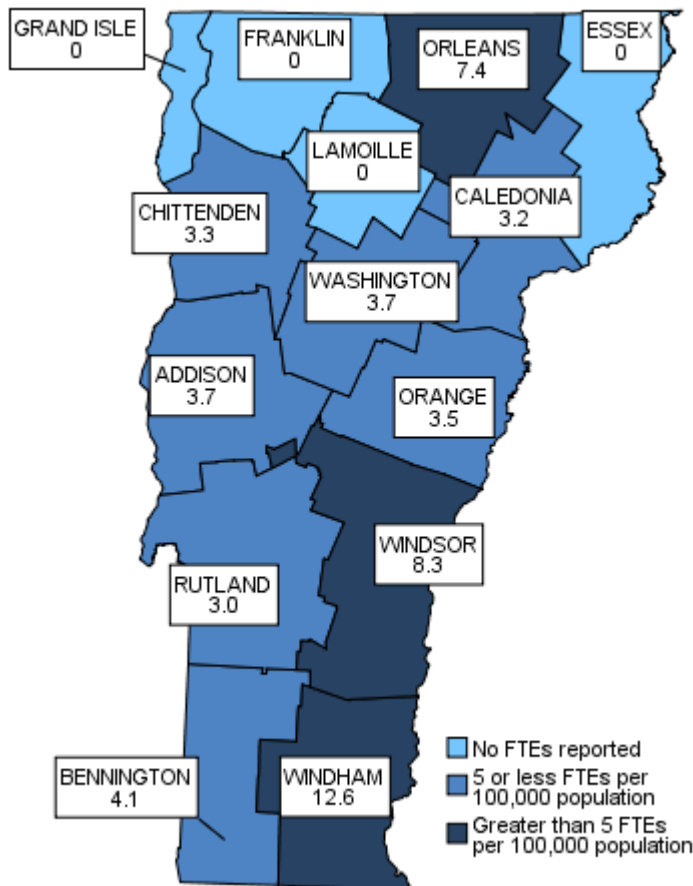 GRAND ISLE
0
FRANKLIN
0
ORLEANS
7.4
ESSEX
0
LAMOILLE
0
CHITTENDEN
3.3
CALEDONIA
3.2
WASHINGTON
3.7
ADDISON
3.7
ORANGE
3.5
WINDSOR
8.3
RUTLAND
3.0
BENNINGTON
4.1
WINDHAM
12.6
No FTEs reported
5 or less FTEs per
100,000 population
Greater than 5 FTEs
per 100,000 population